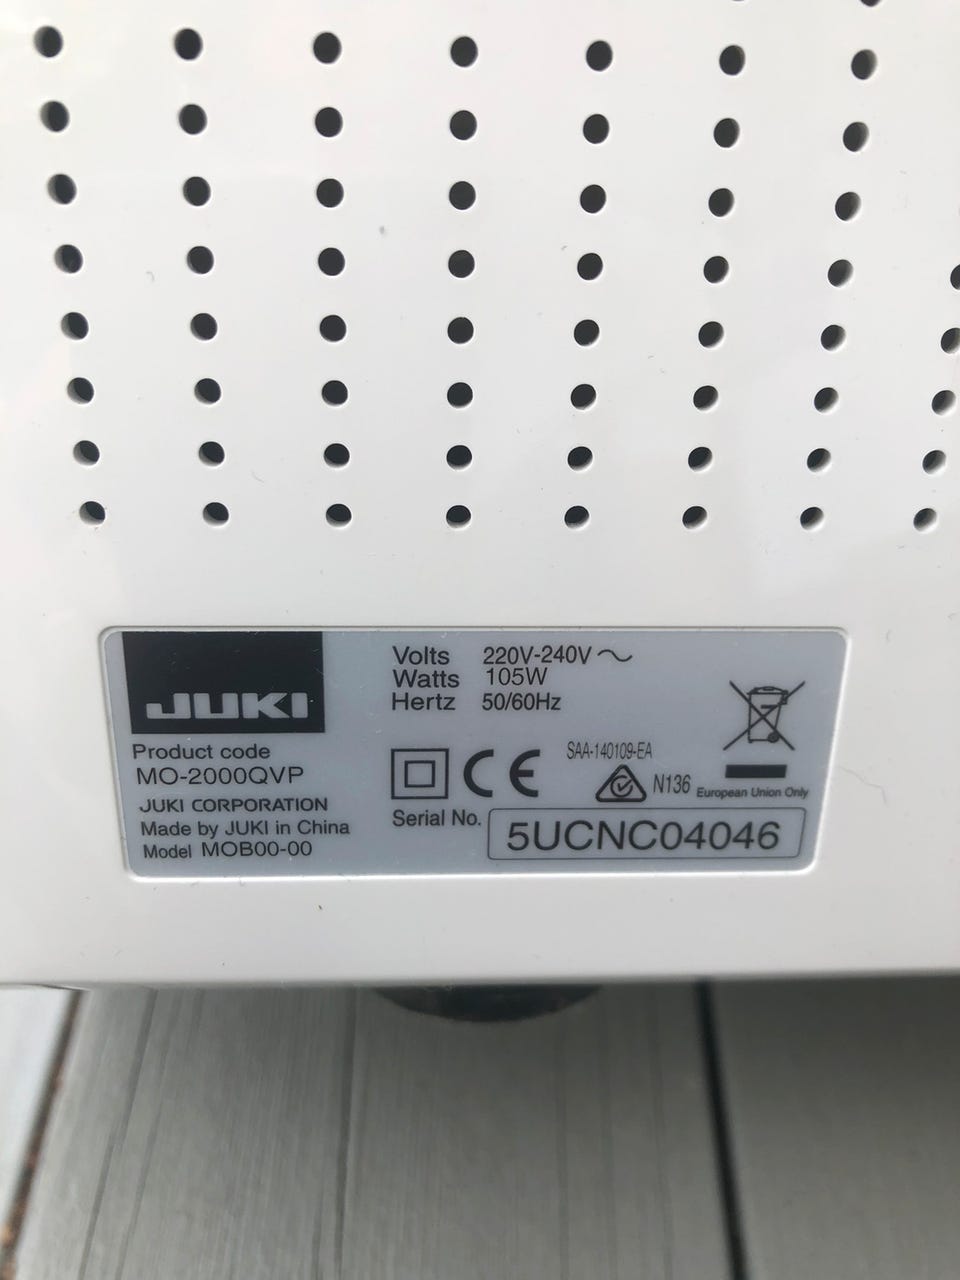 JUKI
Product code
MO-2000QVP
JUKI CORPORATION
Made by JUKI in China
Model MOB00-00
Volts 220V-240V
Watts 105W
Hertz 50/60Hz
CE
SAA-140109-EA
N136
European Union Only
Serial No. 5UCNC04046